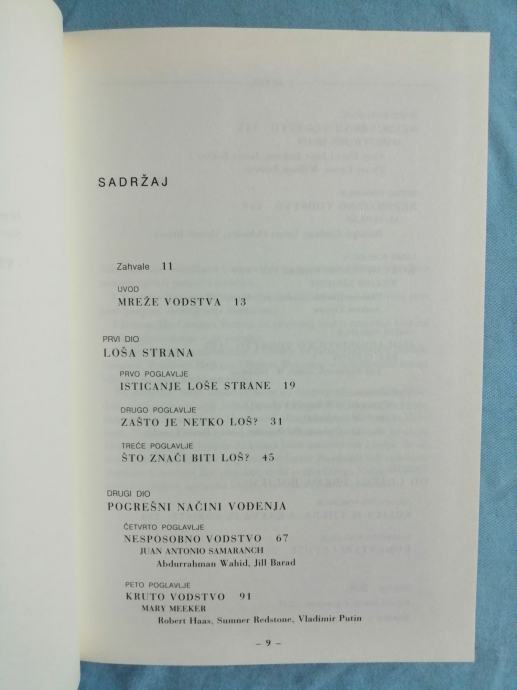 SADRŽAJ
Zahvale 11
UVOD
MREŽE VODSTVA 13
PRVI DIO
LOŠA STRANA
PRVO POGLAVLJE
ISTICANJE LOŠE STRANE 19
DRUGO POGLAVLJE
ZAŠTO JE NETKO LOŠ? 31
TREĆE POGLAVLJE
ŠTO ZNAČI BITI LOŠ? 45
DRUGI DIO
POGREŠNI NAČINI VOĐENJA
ČETVRTO POGLAVLJE
NESPOSOBNO VODSTVO 67
JUAN ANTONIO SAMARANCH
Abdurrahman Wahid, Jill Barad
PETO POGLAVLJE
KRUTO VODSTVO 91
MARY MEEKER
Robert Haas, Sumner Redstone, Vladimir Putin
– 9 –